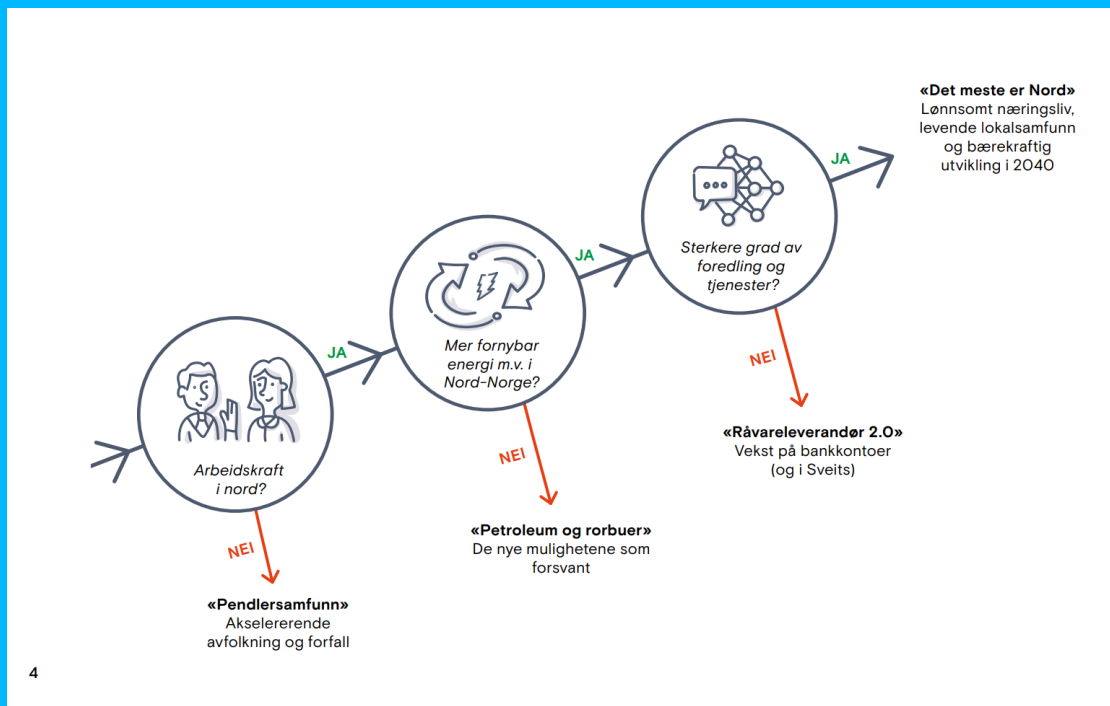 «Det meste er Nord»
Lønnsomt næringsliv,
levende lokalsamfunn
og bærekraftig
utvikling i 2040
JA
Sterkere grad av
foredling og
tjenester?
JA
NEI
Mer fornybar
energi m.v. i
Nord-Norge?
JA
«Råvareleverandør 2.0»
Vekst på bankkontoer
(og i Sveits)
NEI
Arbeidskraft
i nord?
«Petroleum og rorbuer»
De nye mulighetene som
forsvant
NEI
«Pendlersamfunn»
Akselererende
avfolkning og forfall
4